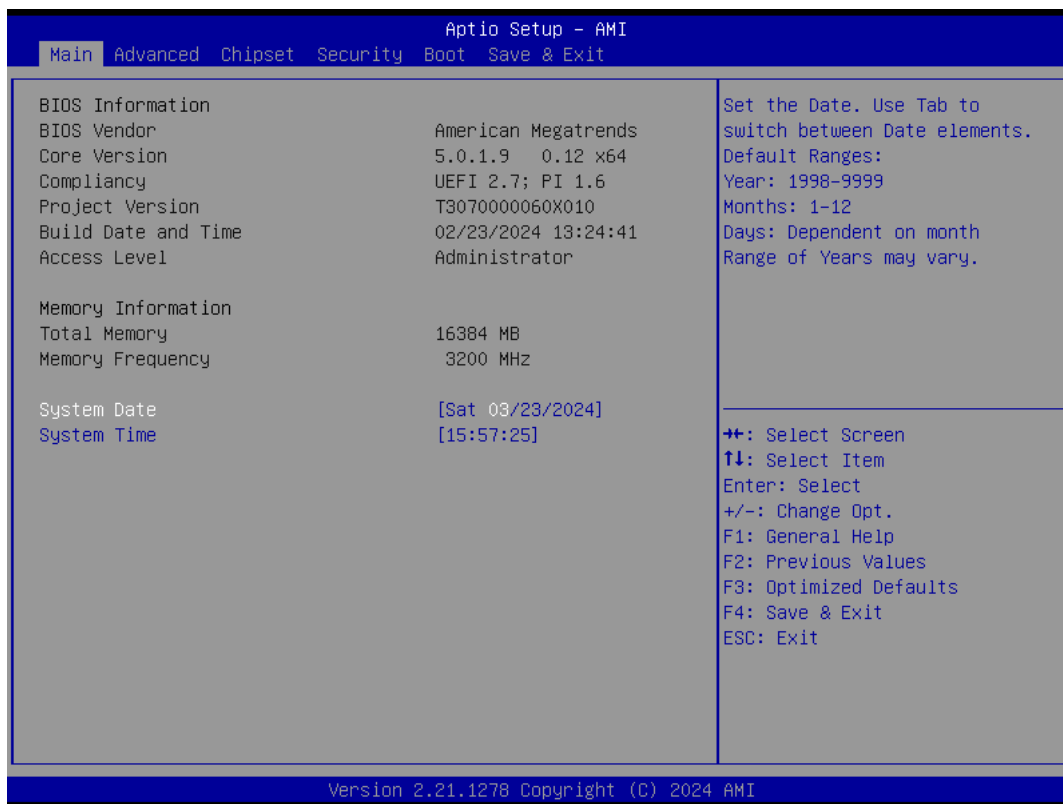 Aptio Setup – AMI
Main Advanced Chipset Security Boot Save & Exit
BIOS Information
BIOS Vendor American Megatrends
Core Version 5.0.1.9 0.12 x64
Compliancy UEFI 2.7; PI 1.6
Project Version T3070000060X010
Build Date and Time 02/23/2024 13:24:41
Access Level Administrator
Memory Information
Total Memory 16384 MB
Memory Frequency 3200 MHz
System Date [Sat 03/23/2024]
System Time [15:57:25]
Set the Date. Use Tab to
switch between Date elements.
Default Ranges:
Year: 1998-9999
Months: 1-12
Days: Dependent on month
Range of Years may vary.
→←: Select Screen
↑↓: Select Item
Enter: Select
+/-: Change Opt.
F1: General Help
F2: Previous Values
F3: Optimized Defaults
F4: Save & Exit
ESC: Exit
Version 2.21.1278 Copyright (C) 2024 AMI